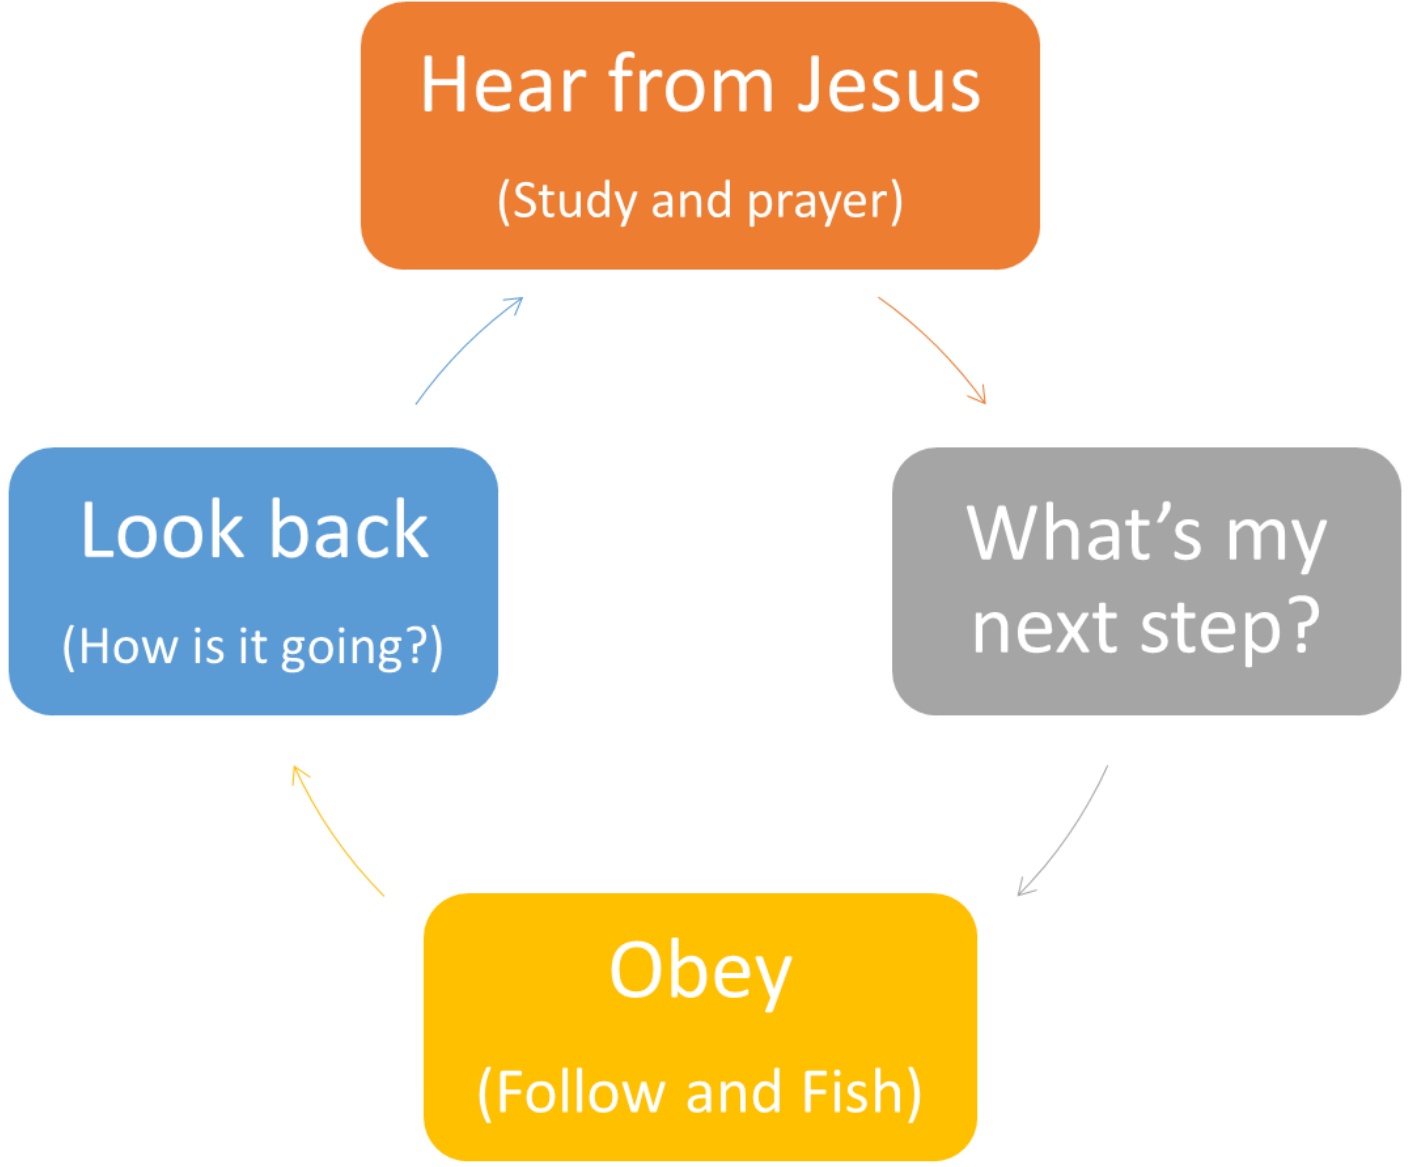 Hear from Jesus
(Study and prayer)
What’s my
next step?
Obey
(Follow and Fish)
Look back
(How is it going?)